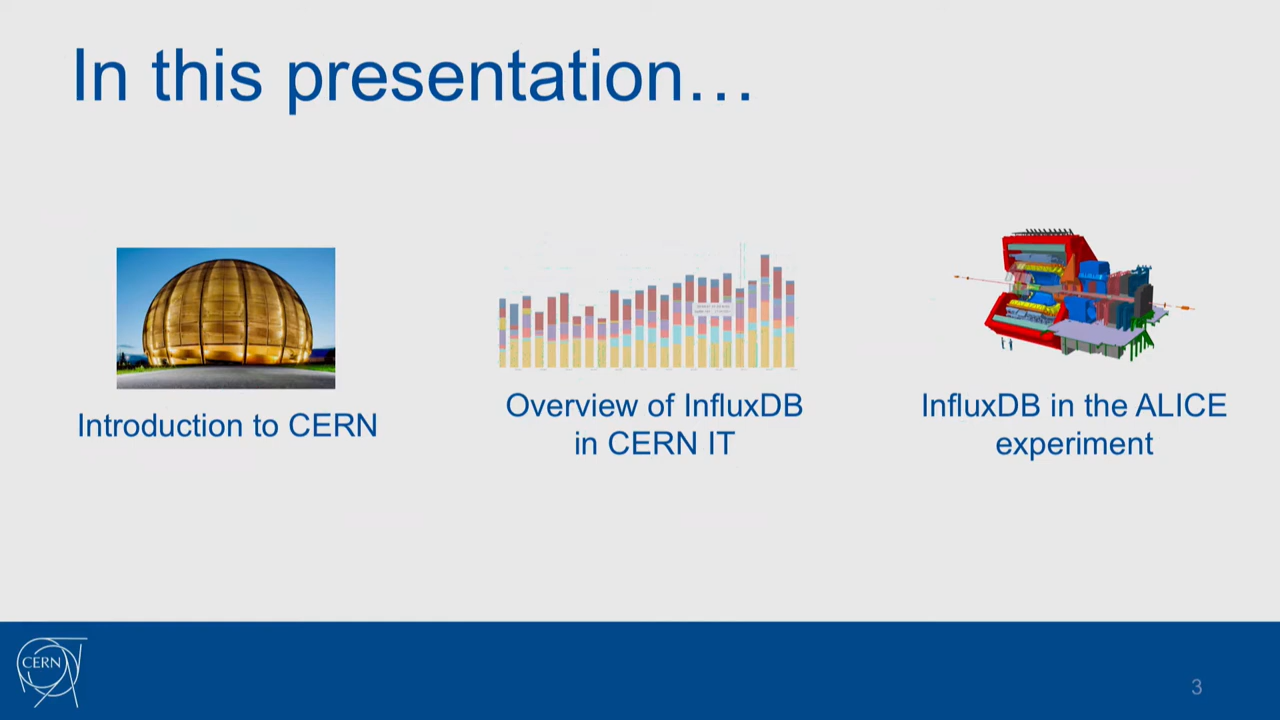 In this presentation…
Introduction to CERN
Overview of InfluxDB
in CERN IT
InfluxDB in the ALICE
experiment
CERN
3